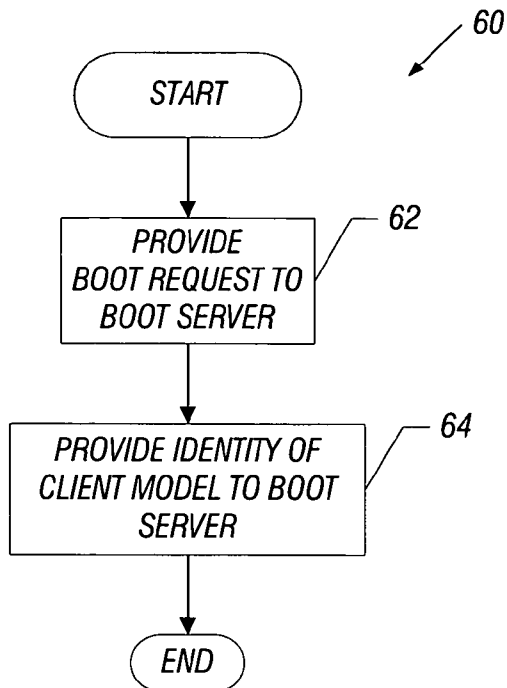 60
START
PROVIDE
BOOT REQUEST TO
BOOT SERVER
62
PROVIDE IDENTITY OF
CLIENT MODEL TO BOOT
SERVER
64
END